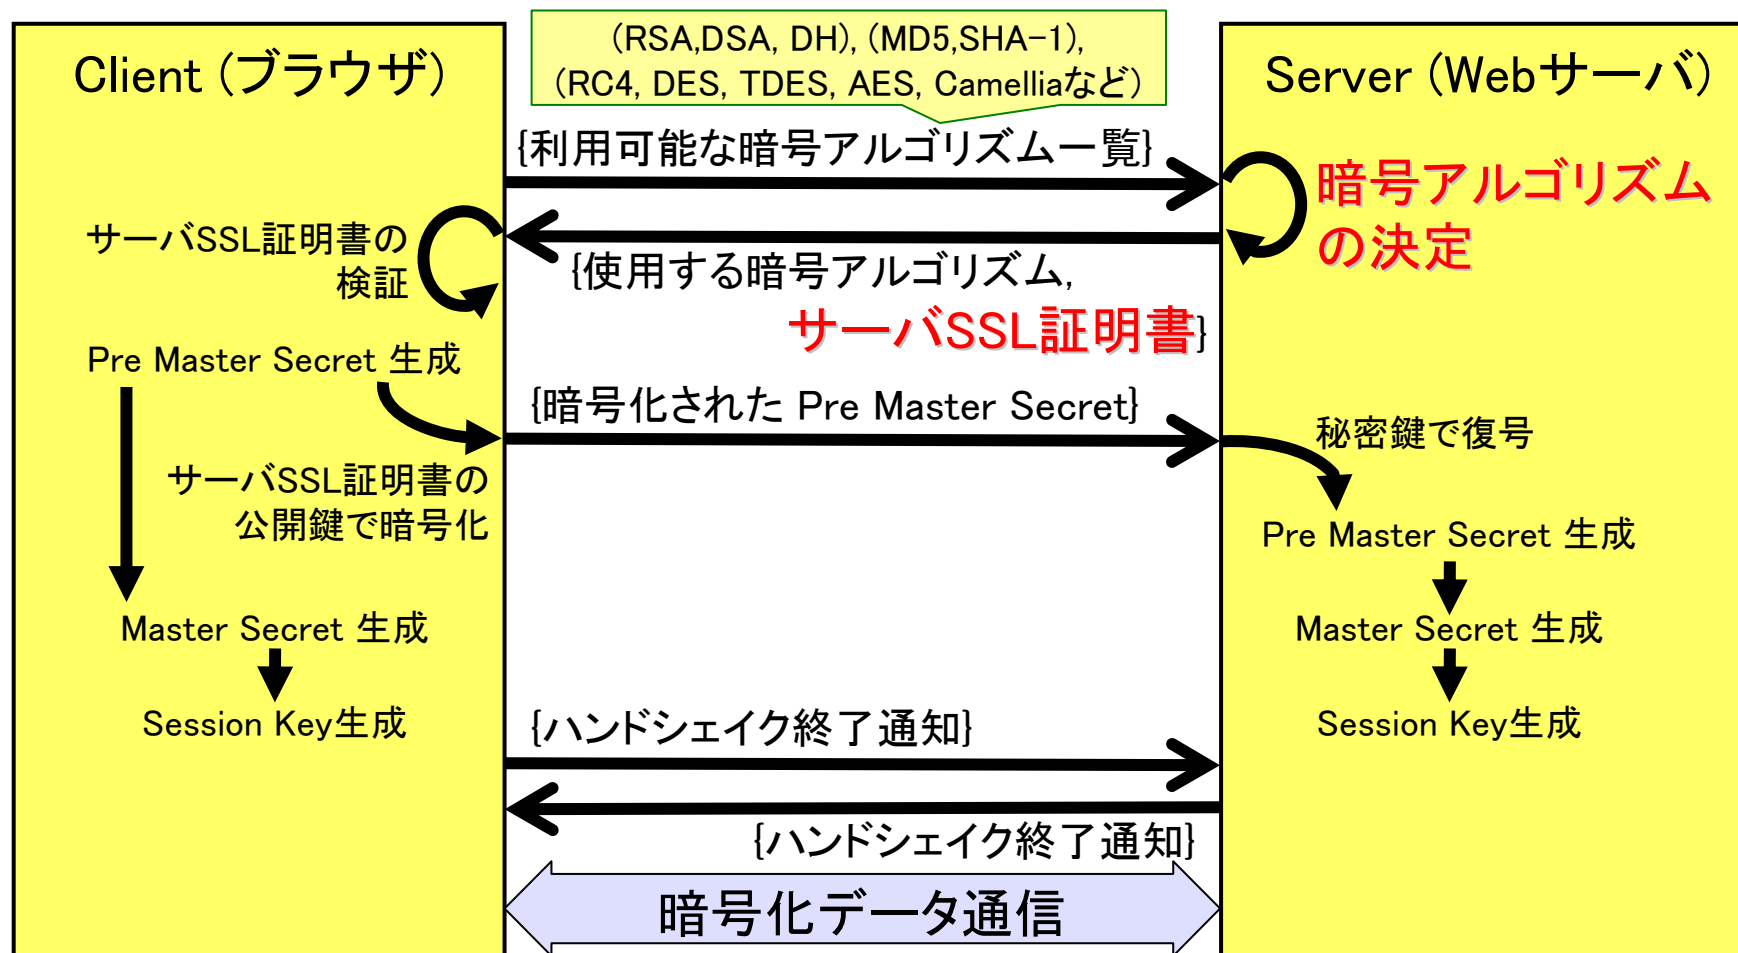 (RSA,DSA, DH), (MD5,SHA-1),
(RC4, DES, TDES, AES, Camelliaなど)
Client (ブラウザ)
Server (Webサーバ)
{利用可能な暗号アルゴリズム一覧}
暗号アルゴリズム
の決定
サーバSSL証明書の
検証
{使用する暗号アルゴリズム,
サーバSSL証明書}
Pre Master Secret 生成
{暗号化された Pre Master Secret}
秘密鍵で復号
サーバSSL証明書の
公開鍵で暗号化
Pre Master Secret 生成
Master Secret 生成
Master Secret 生成
Session Key生成
{ハンドシェイク終了通知}
Session Key生成
{ハンドシェイク終了通知}
暗号化データ通信